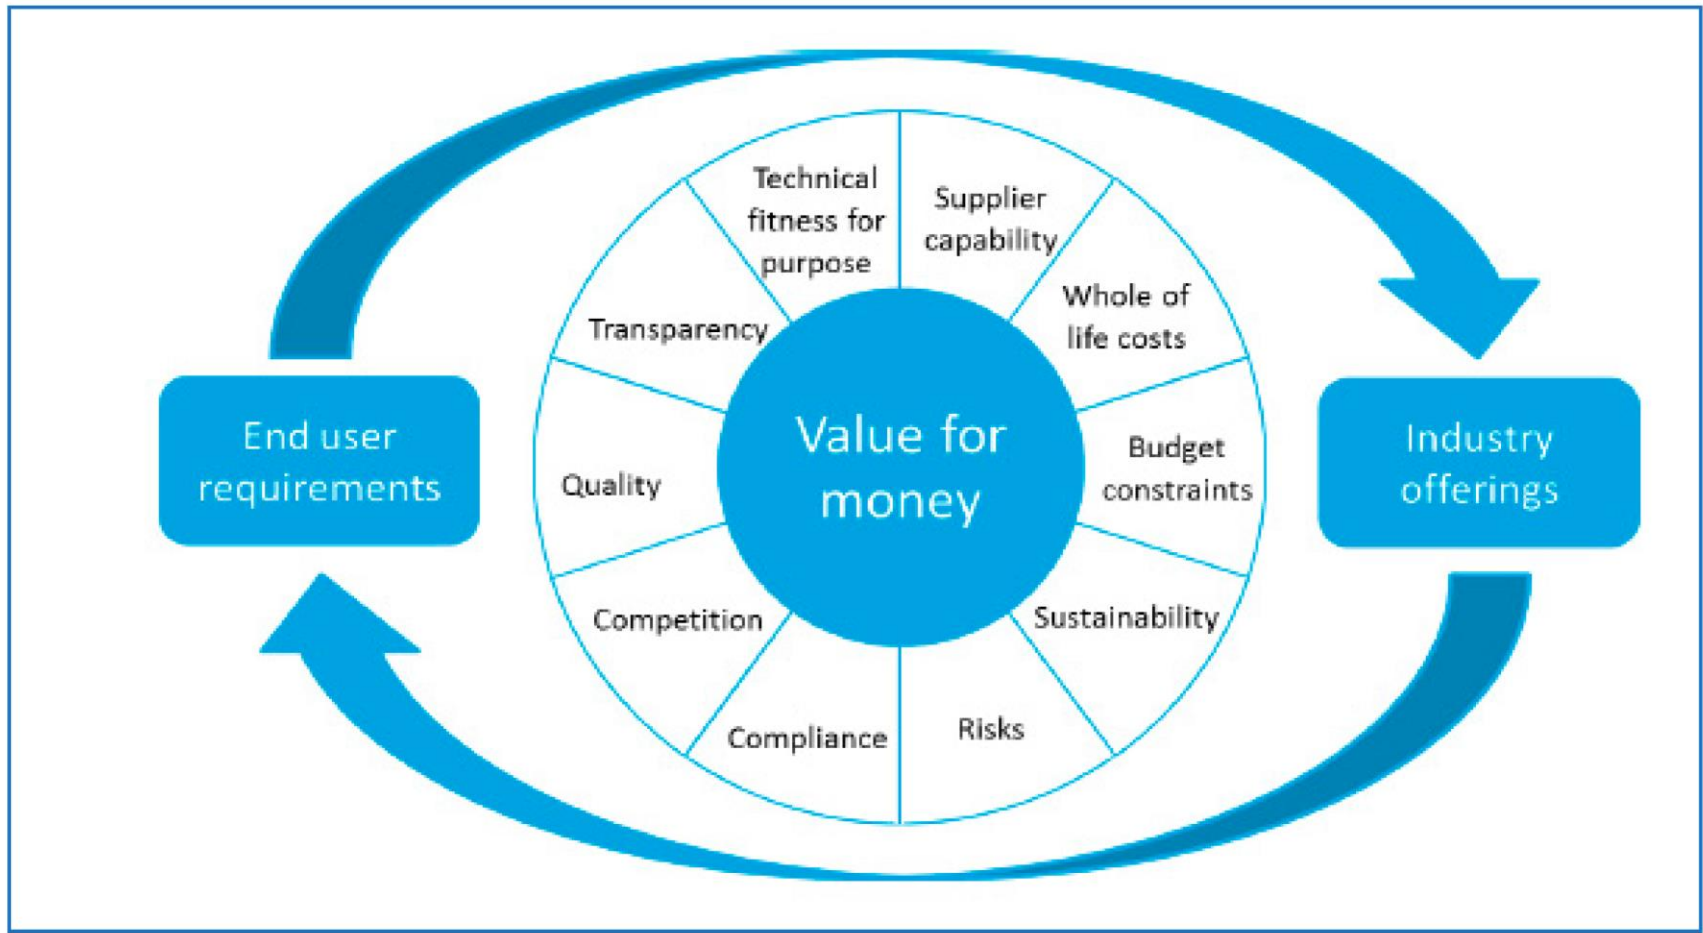 Technical
fitness for
purpose
Supplier
capability
Whole of
life costs
Transparency
End user
requirements
Quality
Value for
money
Budget
constraints
Industry
offerings
Competition
Sustainability
Compliance
Risks